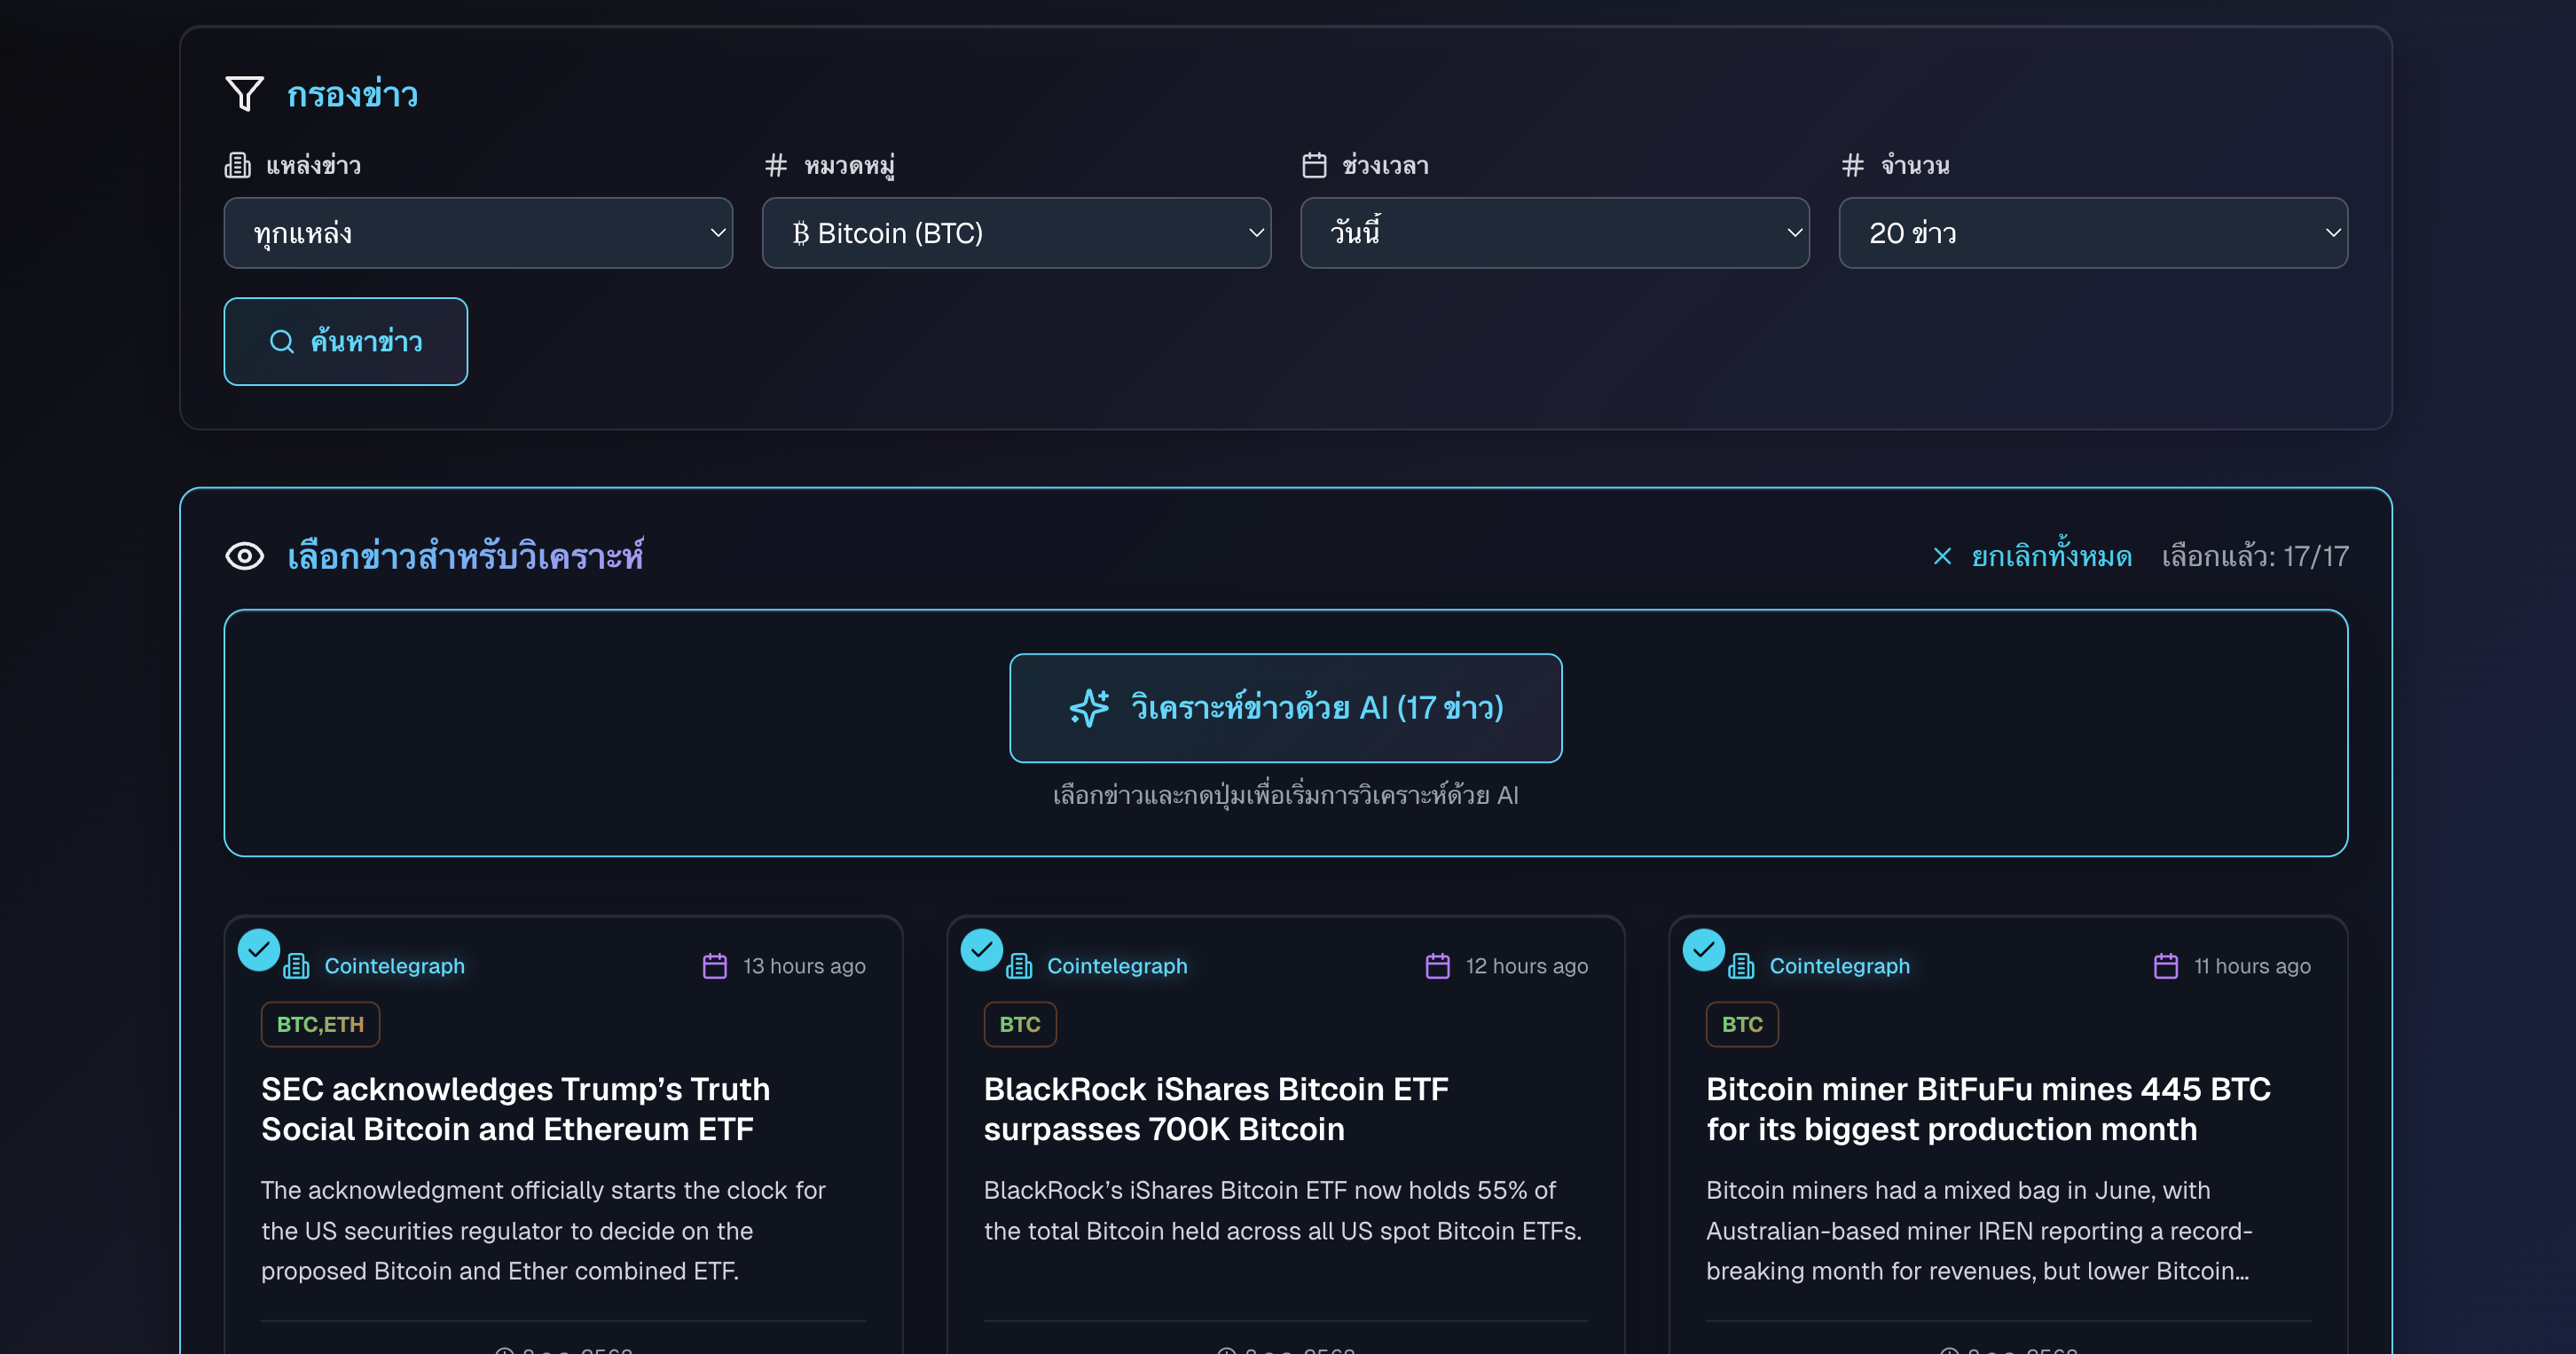 กรองข่าว
แหล่งข่าว
หมวดหมู่
ช่วงเวลา
จำนวน
ทุกแหล่ง
₿ Bitcoin (BTC)
วันนี้
20 ข่าว
ค้นหาข่าว
เลือกข่าวสำหรับวิเคราะห์
ยกเลิกทั้งหมด
เลือกแล้ว: 17/17
วิเคราะห์ข่าวด้วย AI (17 ข่าว)
เลือกข่าวและกดปุ่มเพื่อเริ่มการวิเคราะห์ด้วย AI
Cointelegraph
13 hours ago
BTC,ETH
SEC acknowledges Trump’s Truth
Social Bitcoin and Ethereum ETF
The acknowledgment officially starts the clock for
the US securities regulator to decide on the
proposed Bitcoin and Ether combined ETF.
Cointelegraph
12 hours ago
BTC
BlackRock iShares Bitcoin ETF
surpasses 700K Bitcoin
BlackRock’s iShares Bitcoin ETF now holds 55% of
the total Bitcoin held across all US spot Bitcoin ETFs.
Cointelegraph
11 hours ago
BTC
Bitcoin miner BitFuFu mines 445 BTC
for its biggest production month
Bitcoin miners had a mixed bag in June, with
Australian-based miner IREN reporting a record-
breaking month for revenues, but lower Bitcoin...